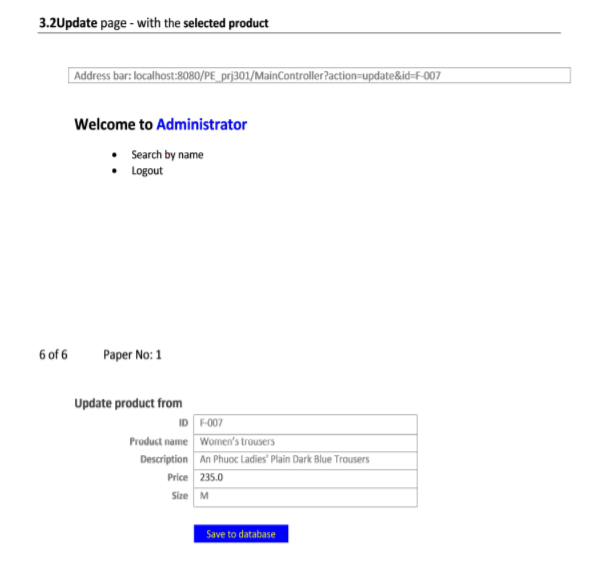 3.2Update page - with the selected product
Address bar: localhost:8080/PE_prj301/MainController?action=update&id=F-007
Welcome to Administrator
• Search by name
• Logout
6 of 6 Paper No: 1
Update product from
ID F-007
Product name Women's trousers
Description An Phuoc Ladies' Plain Dark Blue Trousers
Price 235.0
Size M
Save to database